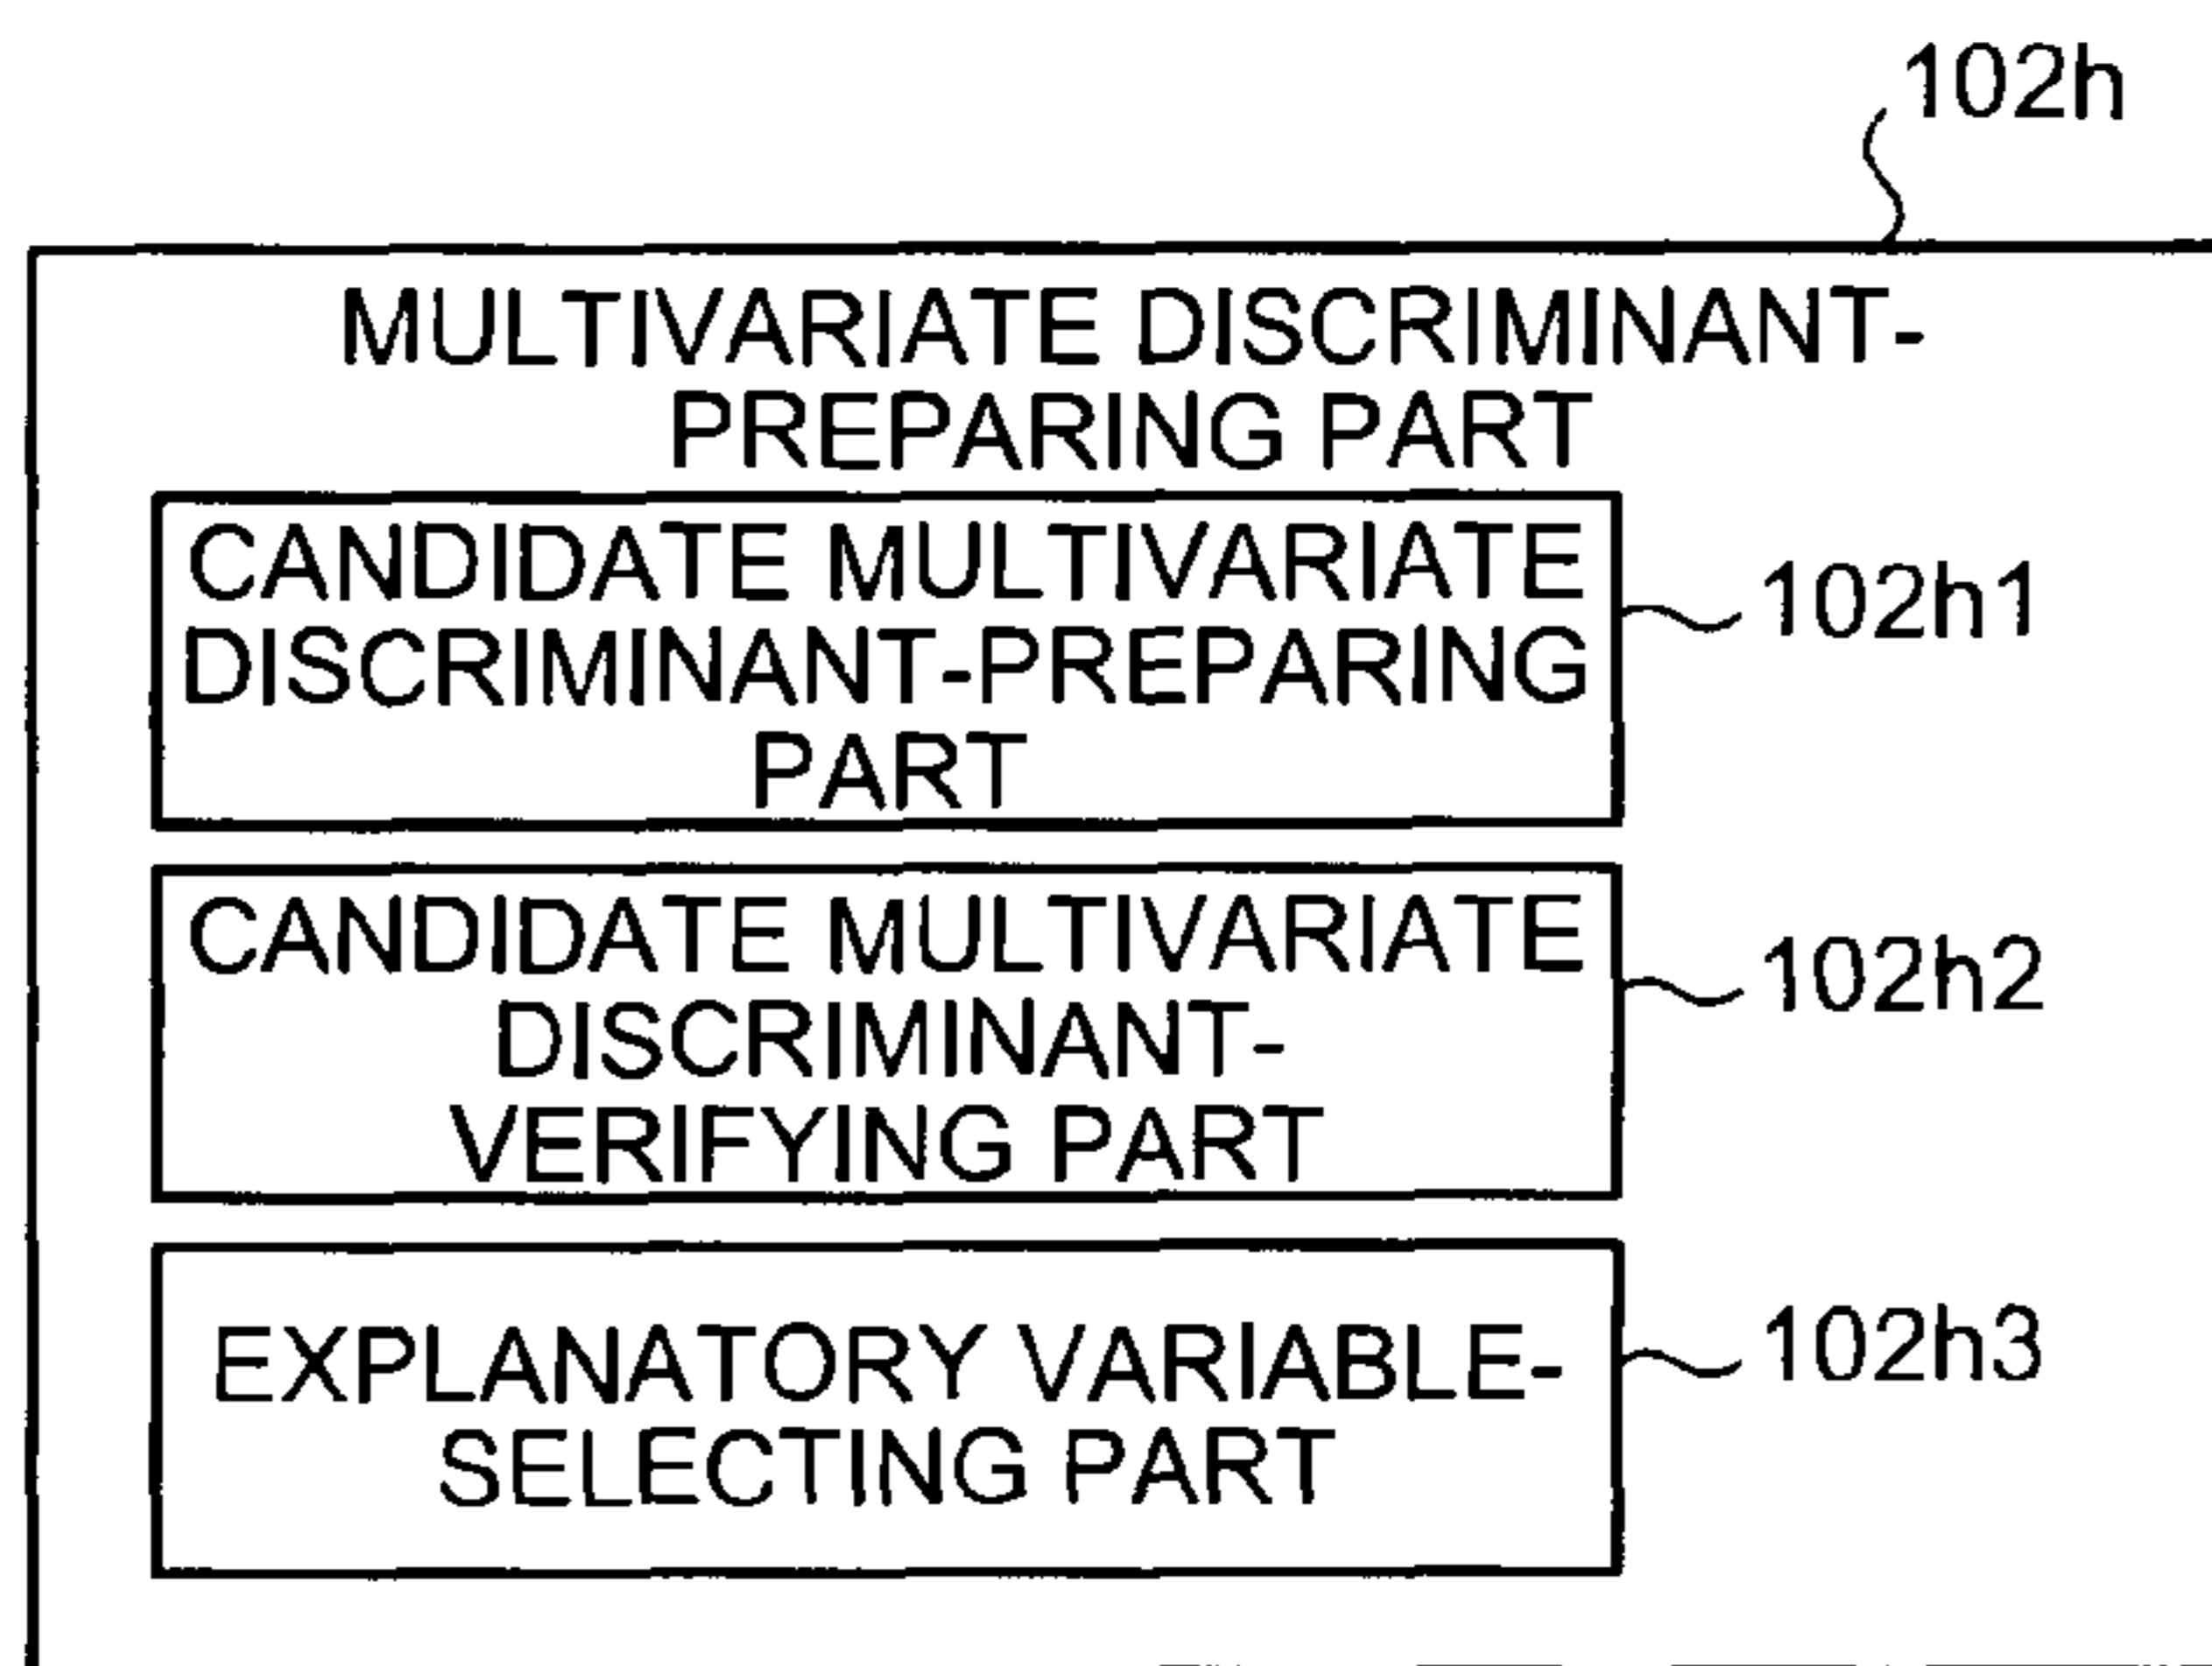 102h
MULTIVARIATE DISCRIMINANT-
PREPARING PART
CANDIDATE MULTIVARIATE
DISCRIMINANT-PREPARING
PART
102h1
CANDIDATE MULTIVARIATE
DISCRIMINANT-
VERIFYING PART
102h2
EXPLANATORY VARIABLE-
SELECTING PART
102h3